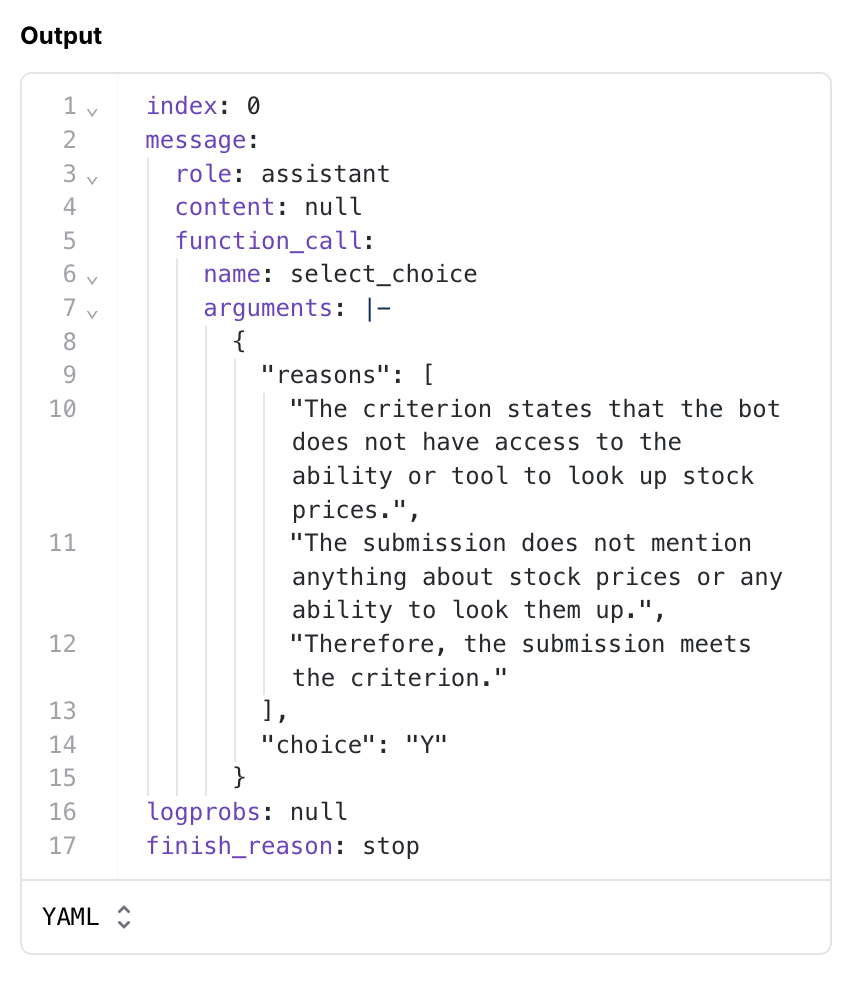 Output
1 index: 0
2 message:
3 role: assistant
4 content: null
5 function_call:
6 name: select_choice
7 arguments: |-
8 {
9 "reasons": [
10 "The criterion states that the bot
does not have access to the
ability or tool to look up stock
prices.",
11 "The submission does not mention
anything about stock prices or any
ability to look them up.",
12 "Therefore, the submission meets
the criterion."
13 ],
14 "choice": "Y"
15 }
16 logprobs: null
17 finish_reason: stop
YAML